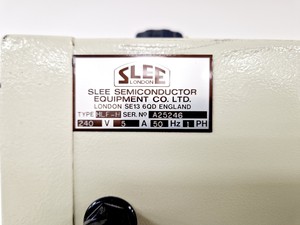 SLEE
LONDON
SLEE SEMICONDUCTOR
EQUIPMENT CO. LTD.
LONDON SE13 6QD ENGLAND
TYPE SER. Nº A25246
240 V 5 A 50 Hz 1 PH